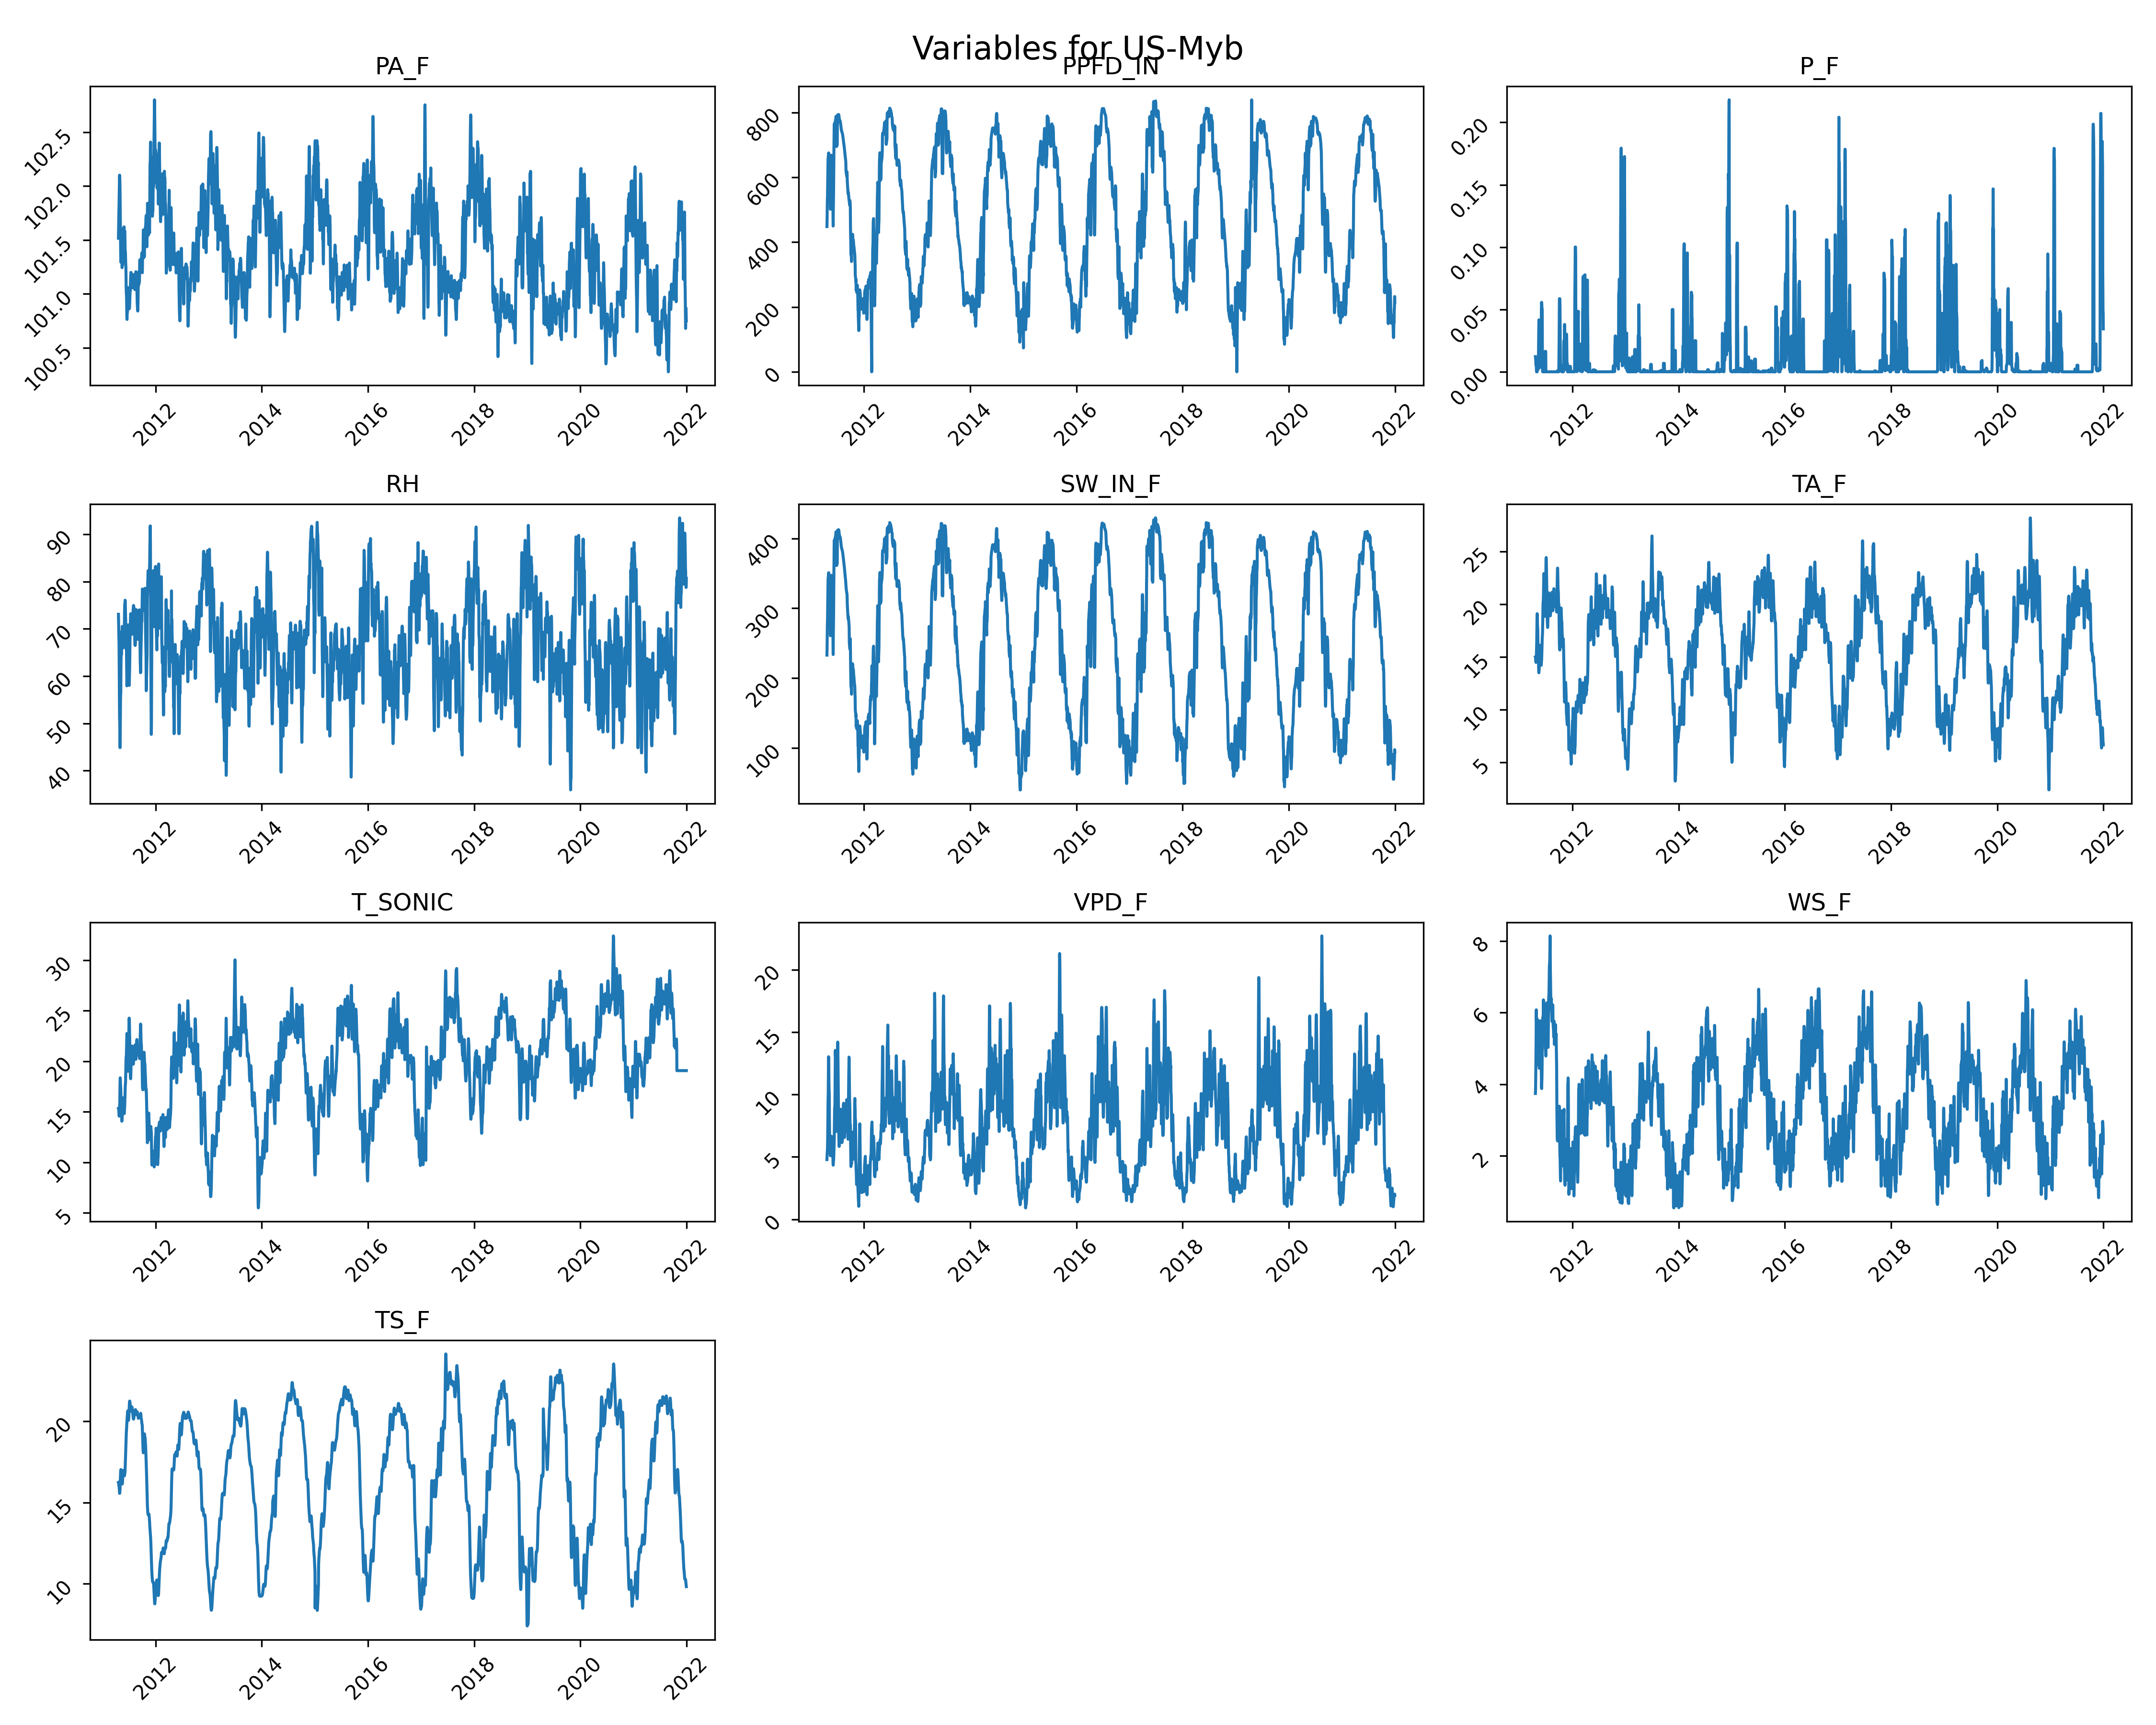 Variables for US-Myb
PA_F
PPFD_IN
P_F
102.5
102.0
101.5
101.0
100.5
2012 2014 2016 2018 2020 2022
800
600
400
200
0
2012 2014 2016 2018 2020 2022
0.20
0.15
0.10
0.05
0.00
2012 2014 2016 2018 2020 2022
RH
SW_IN_F
TA_F
90
80
70
60
50
40
2012 2014 2016 2018 2020 2022
400
300
200
100
2012 2014 2016 2018 2020 2022
25
20
15
10
5
2012 2014 2016 2018 2020 2022
T_SONIC
VPD_F
WS_F
30
25
20
15
10
5
2012 2014 2016 2018 2020 2022
20
15
10
5
0
2012 2014 2016 2018 2020 2022
8
6
4
2
2012 2014 2016 2018 2020 2022
TS_F
20
15
10
2012 2014 2016 2018 2020 2022